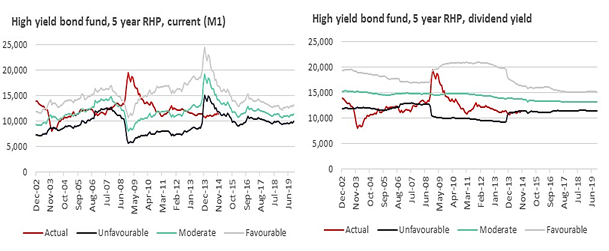 High yield bond fund, 5 year RHP, current (M1)
25,000
20,000
15,000
10,000
5,000
0
Dec-02
Nov-03
Oct-04
Sep-05
Aug-06
Jul-07
Jun-08
May-09
Apr-10
Mar-11
Feb-12
Jan-13
Dec-13
Nov-14
Oct-15
Sep-16
Aug-17
Jul-18
Jun-19
Actual Unfavourable Moderate Favourable
High yield bond fund, 5 year RHP, dividend yield
30,000
25,000
20,000
15,000
10,000
5,000
0
Dec-02
Nov-03
Oct-04
Sep-05
Aug-06
Jul-07
Jun-08
May-09
Apr-10
Mar-11
Feb-12
Jan-13
Dec-13
Nov-14
Oct-15
Sep-16
Aug-17
Jul-18
Jun-19
Actual Unfavourable Moderate Favourable